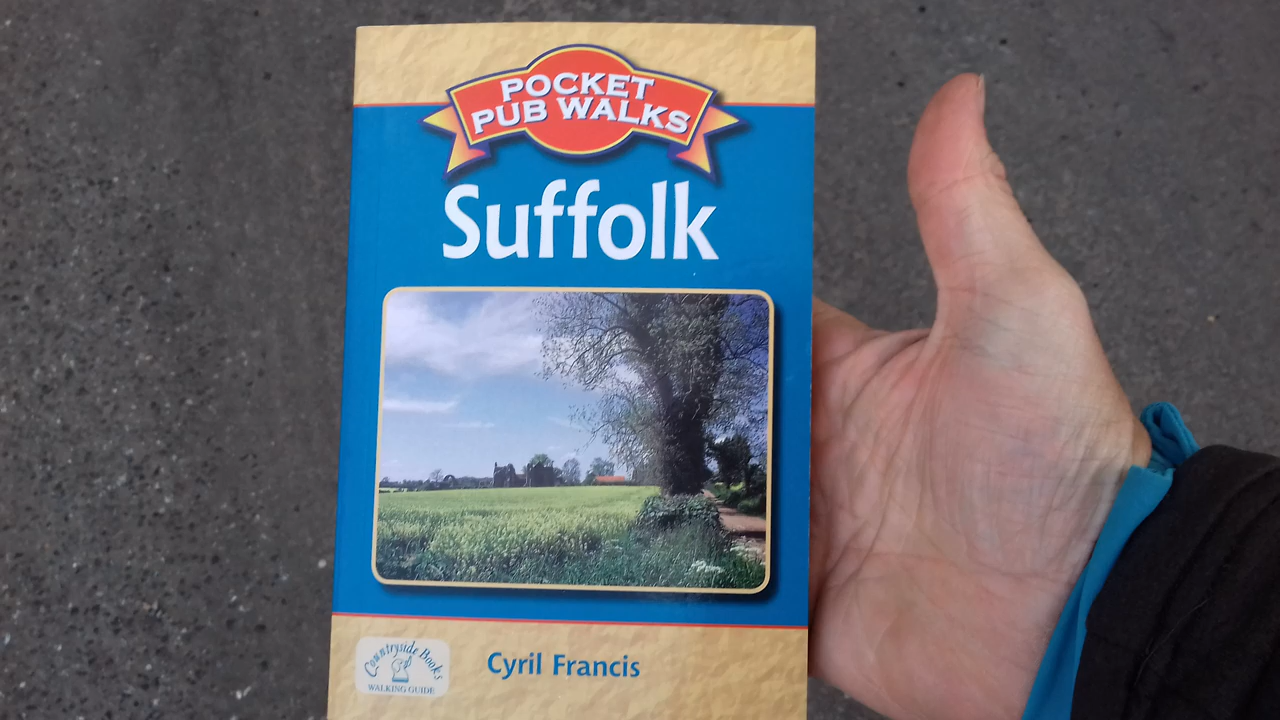 POCKET
PUB WALKS
Suffolk
Countryside Books
WALKING GUIDE
Cyril Francis